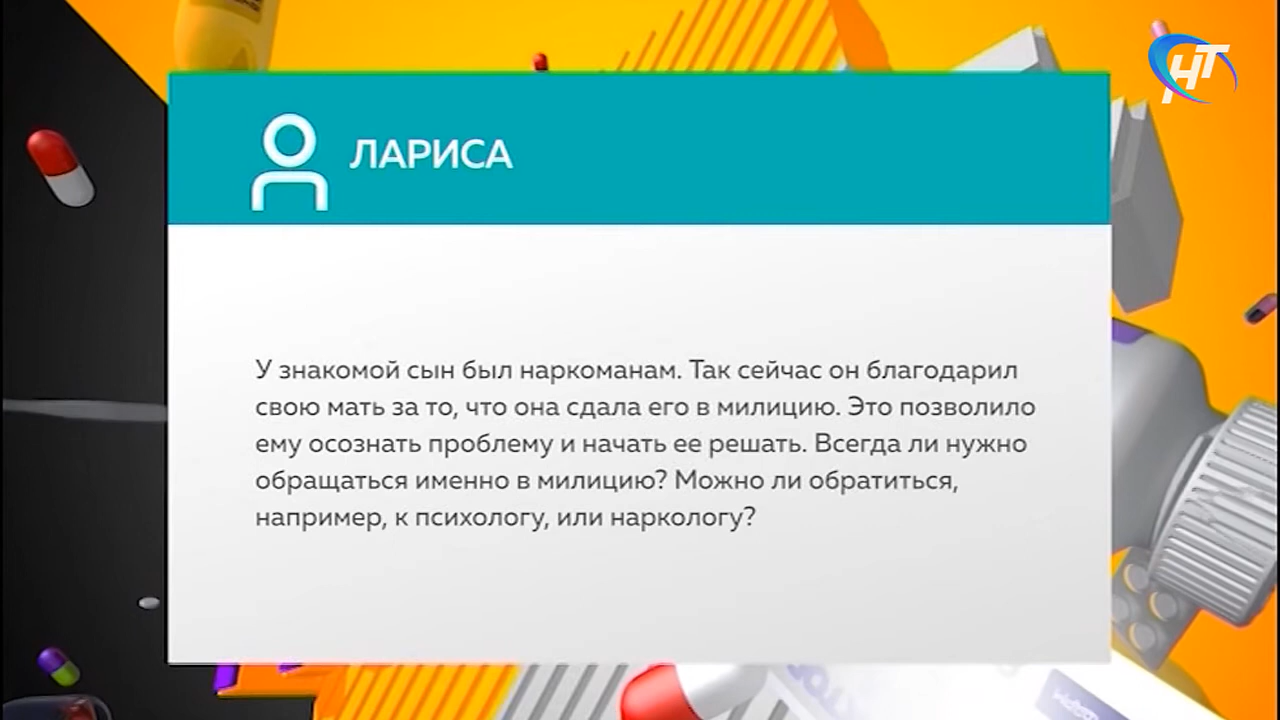 НТ
ЛАРИСА
У знакомой сын был наркоманам. Так сейчас он благодарил
свою мать за то, что она сдала его в милицию. Это позволило
ему осознать проблему и начать ее решать. Всегда ли нужно
обращаться именно в милицию? Можно ли обратиться,
например, к психологу, или наркологу?